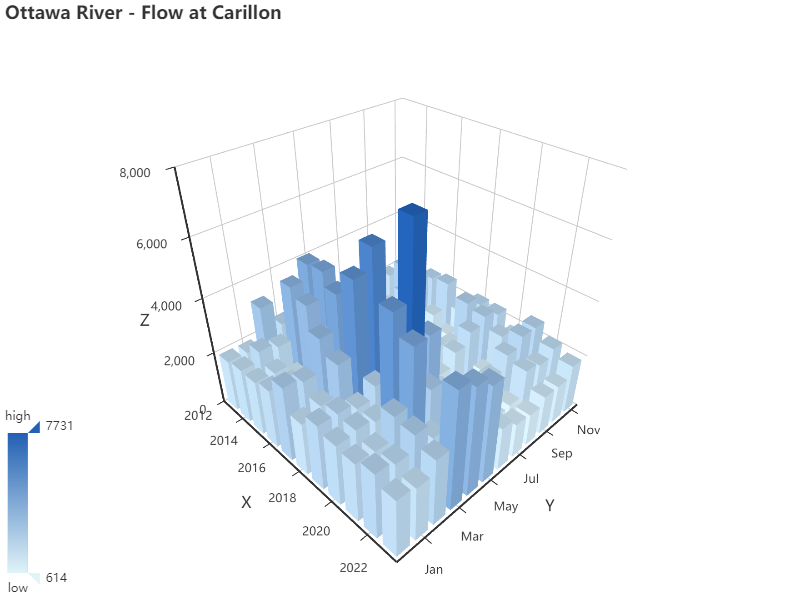 Ottawa River - Flow at Carillon
8,000
6,000
4,000
Z
2,000
0
2012
2014
2016
X
2018
2020
2022
Nov
Sep
Jul
Y
May
Mar
Jan
high
7731
614
low